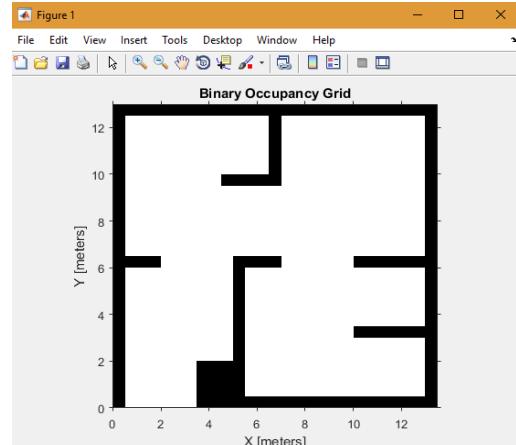 Figure 1
File Edit View Insert Tools Desktop Window Help
Binary Occupancy Grid
12
10
8
6
4
2
0
Y [meters]
0 2 4 6 8 10 12
X [meters]